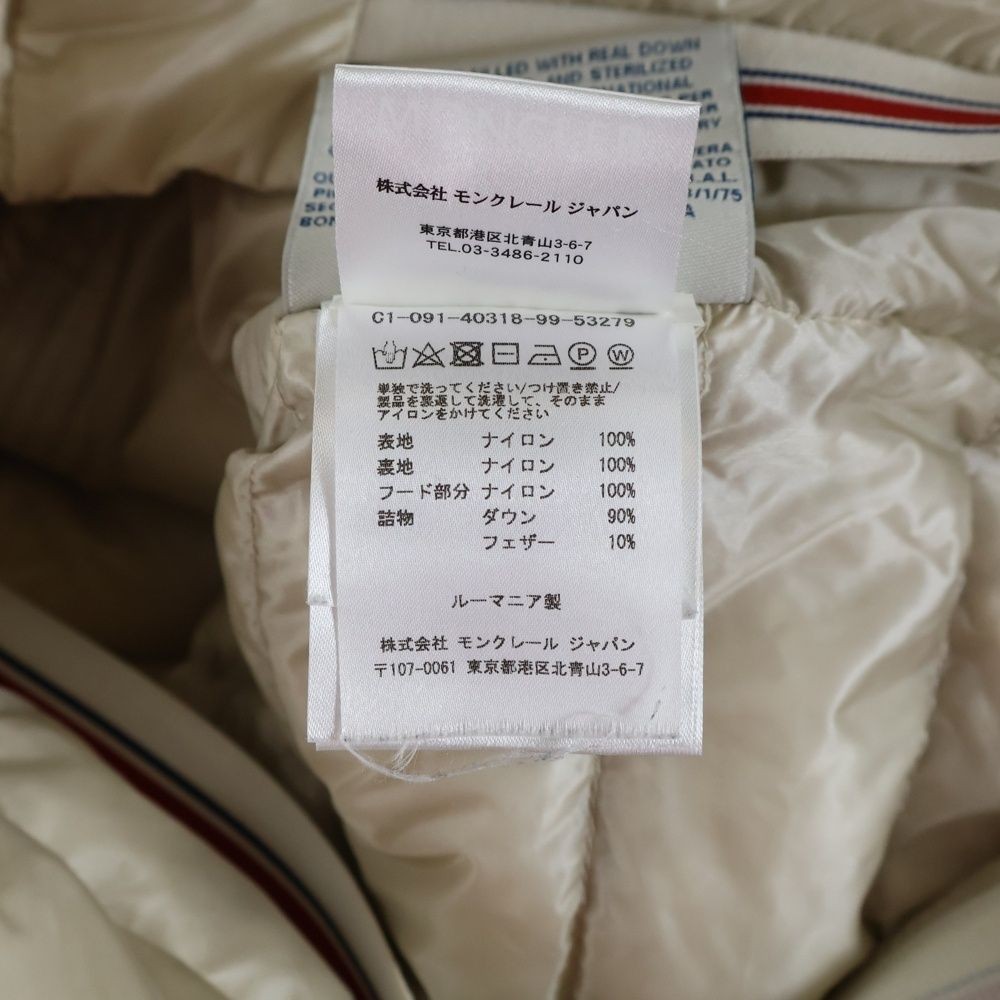 WITH REAL DOWN
AND STERILIZED
株式会社 モンクレール ジャパン
東京都港区北青山3-6-7
TEL.03-3486-2110
C1-091-40318-99-53279
P W
単独で洗ってください/つけ置き禁止/
製品を裏返して洗濯して、そのまま
アイロンをかけてください
表地 ナイロン 100%
裏地 ナイロン 100%
フード部分 ナイロン 100%
詰物 ダウン 90%
フェザー 10%
ルーマニア製
株式会社 モンクレール ジャパン
〒107-0061 東京都港区北青山3-6-7